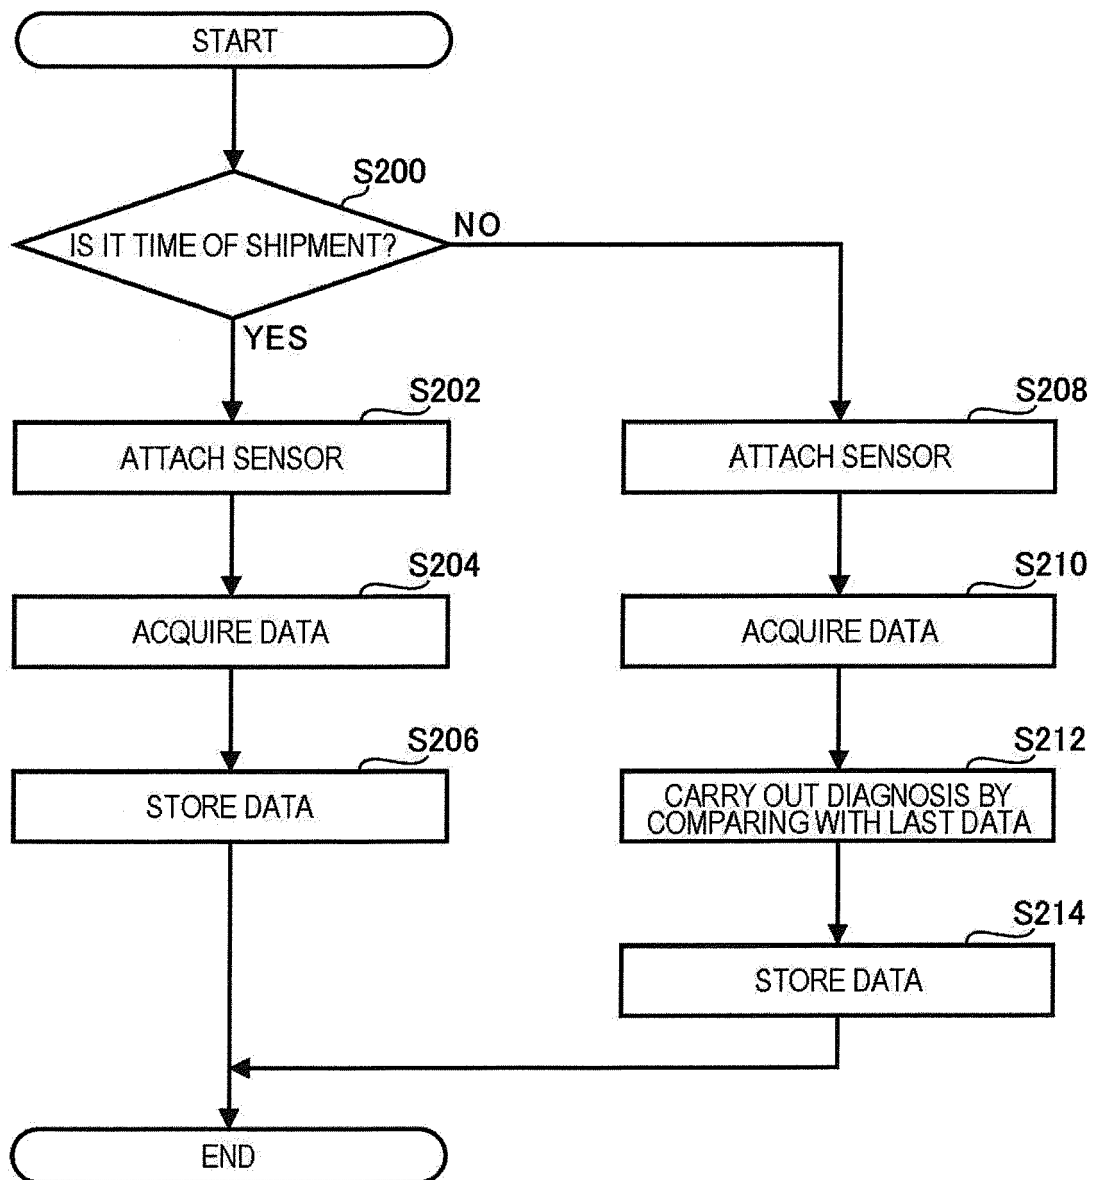 START
S200
IS IT TIME OF SHIPMENT?
NO
YES
S202
ATTACH SENSOR
S204
ACQUIRE DATA
S206
STORE DATA
S208
ATTACH SENSOR
S210
ACQUIRE DATA
S212
CARRY OUT DIAGNOSIS BY
COMPARING WITH LAST DATA
S214
STORE DATA
END